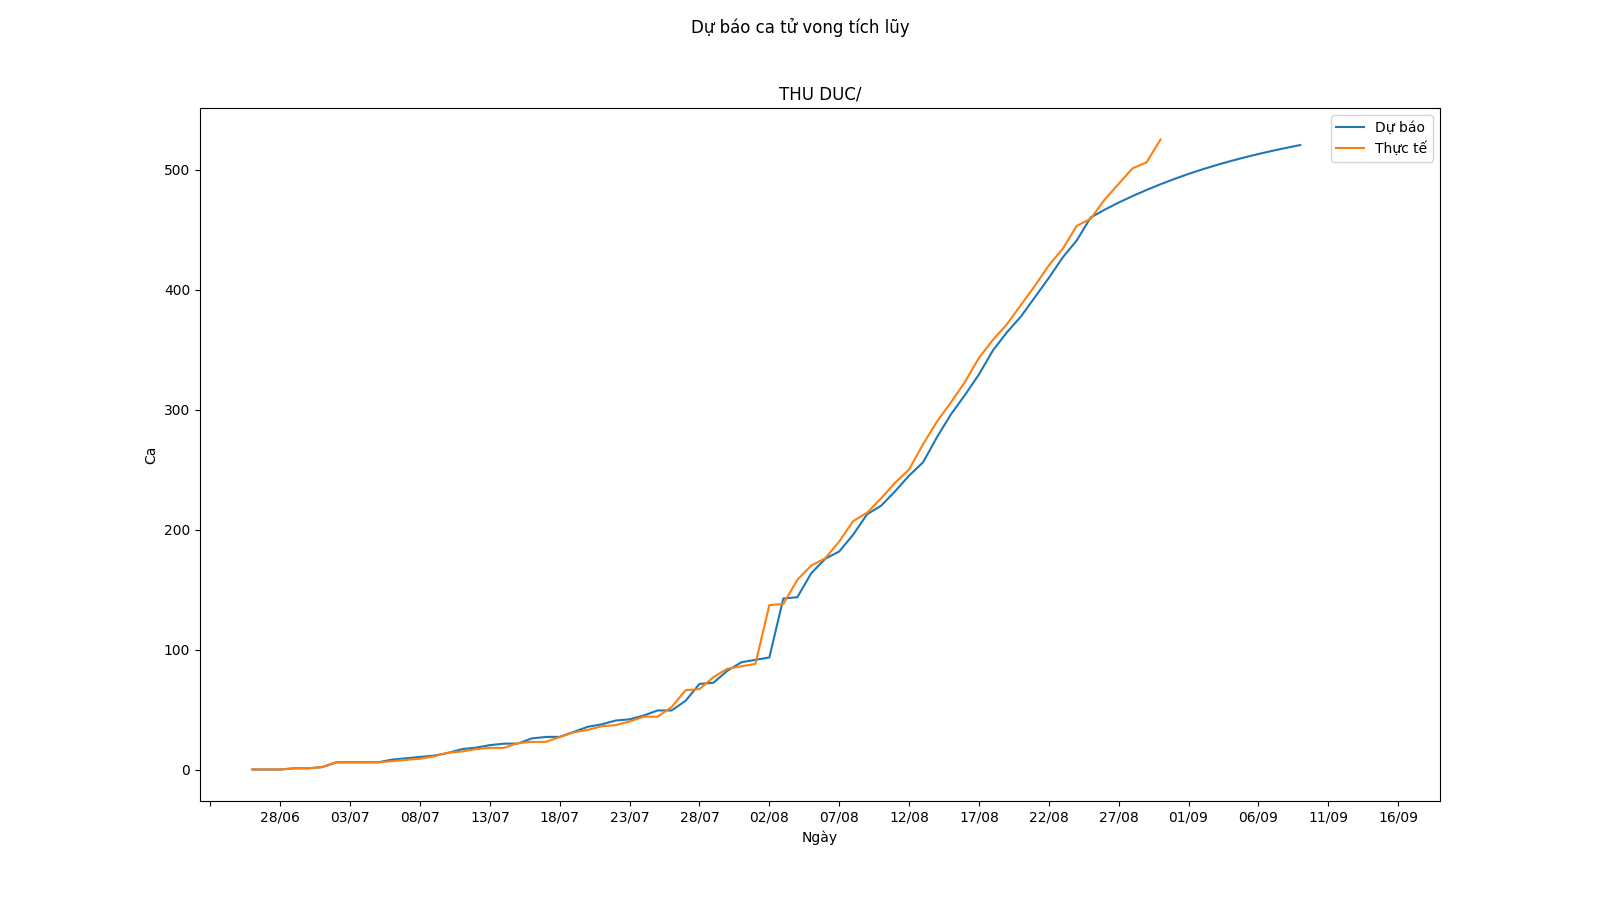 Dự báo ca tử vong tích lũy
THU DUC/
Dự báo
Thực tế
500
400
300
200
100
0
Ca
28/06 03/07 08/07 13/07 18/07 23/07 28/07 02/08 07/08 12/08 17/08 22/08 27/08 01/09 06/09 11/09 16/09
Ngày